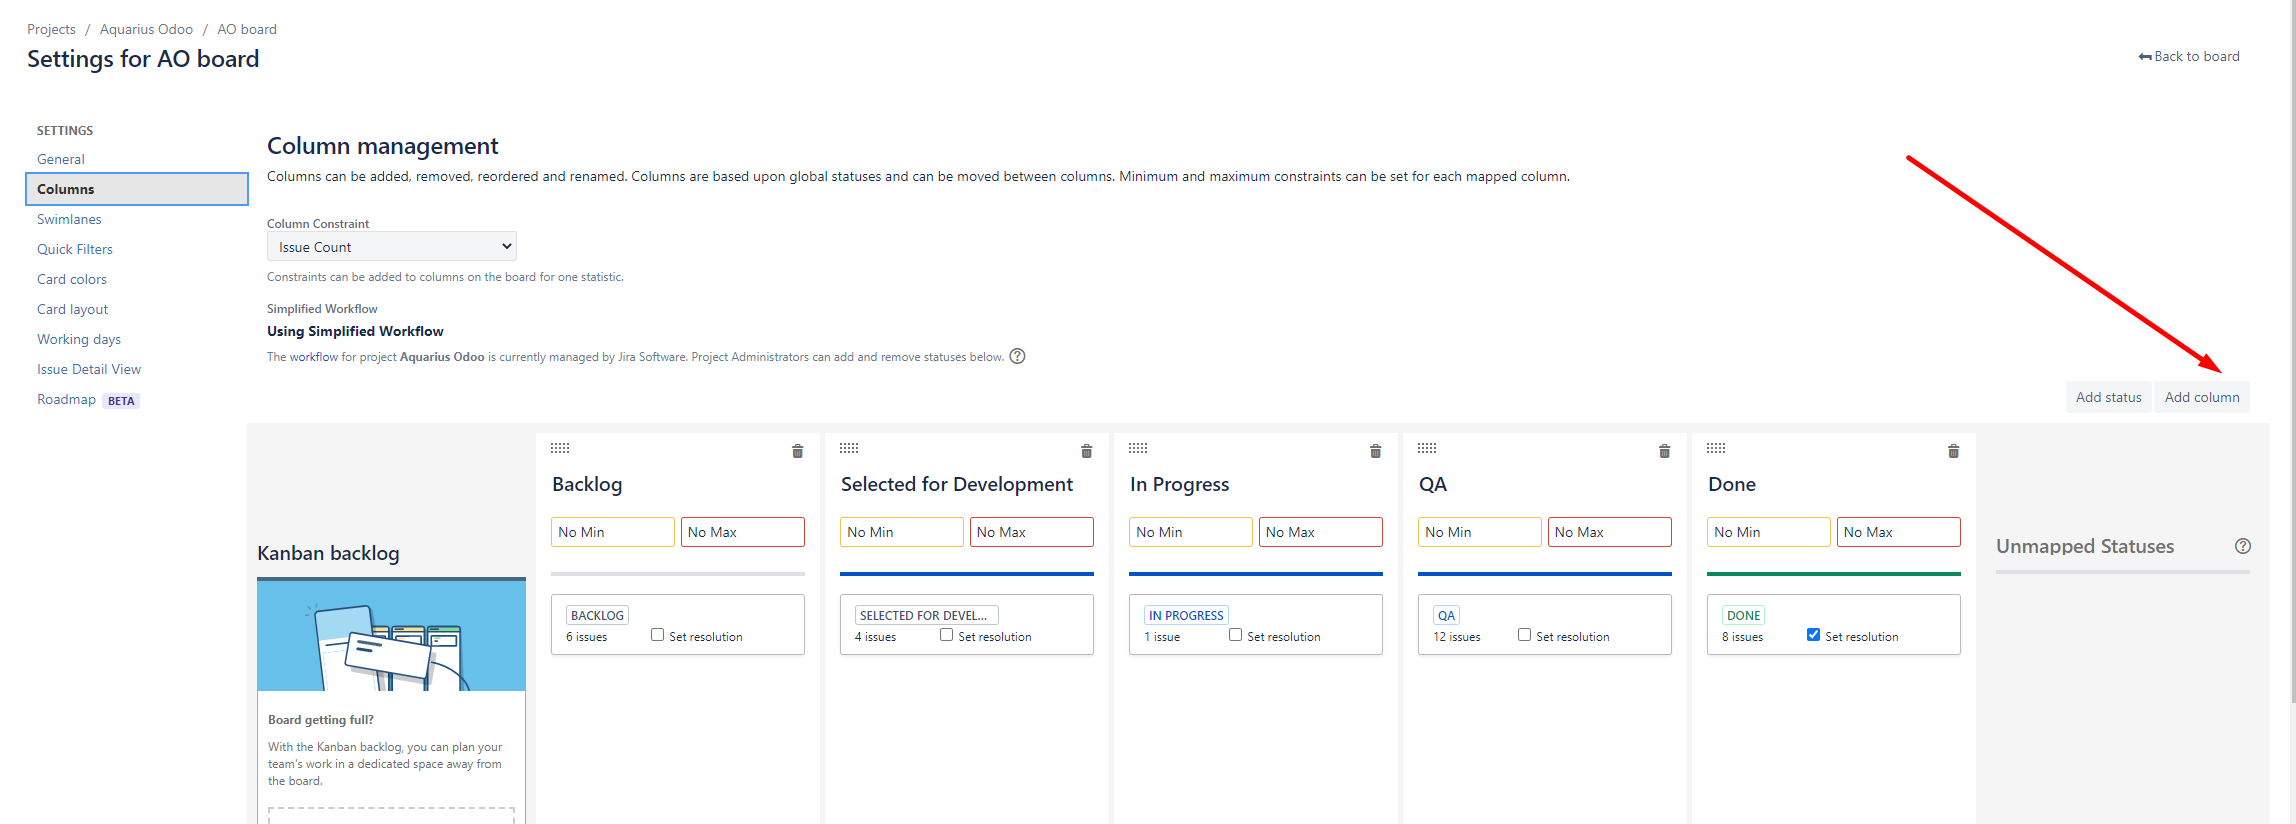 Projects / Aquarius Odoo / AO board
Settings for AO board
Back to board
SETTINGS
General
Columns
Swimlanes
Quick Filters
Card colors
Card layout
Working days
Issue Detail View
Roadmap BETA
Column management
Columns can be added, removed, reordered and renamed. Columns are based upon global statuses and can be moved between columns. Minimum and maximum constraints can be set for each mapped column.
Column Constraint
Issue Count
Constraints can be added to columns on the board for one statistic.
Simplified Workflow
Using Simplified Workflow
The workflow for project Aquarius Odoo is currently managed by Jira Software. Project Administrators can add and remove statuses below. ?
Add status Add column
Kanban backlog
Board getting full?
With the Kanban backlog, you can plan your
team's work in a dedicated space away from
the board.
Backlog
No Min No Max
BACKLOG
6 issues Set resolution
Selected for Development
No Min No Max
SELECTED FOR DEVEL...
4 issues Set resolution
In Progress
No Min No Max
IN PROGRESS
1 issue Set resolution
QA
No Min No Max
QA
12 issues Set resolution
Done
No Min No Max
DONE
8 issues Set resolution
Unmapped Statuses ?